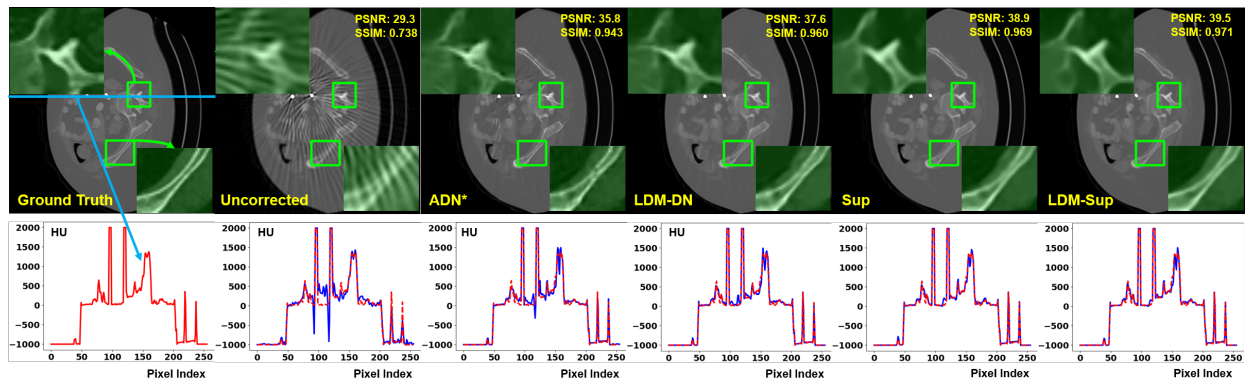 PSNR: 29.3
SSIM: 0.738
PSNR: 35.8
SSIM: 0.943
PSNR: 37.6
SSIM: 0.960
PSNR: 38.9
SSIM: 0.969
PSNR: 39.5
SSIM: 0.971
Ground Truth
Uncorrected
ADN*
LDM-DN
Sup
LDM-Sup
HU
2000
1500
1000
500
0
−500
−1000
0 50 100 150 200 250
Pixel Index
HU
2000
1500
1000
500
0
−500
−1000
0 50 100 150 200 250
Pixel Index
HU
2000
1500
1000
500
0
−500
−1000
0 50 100 150 200 250
Pixel Index
HU
2000
1500
1000
500
0
−500
−1000
0 50 100 150 200 250
Pixel Index
2000
1500
1000
500
0
−500
−1000
0 50 100 150 200 250
Pixel Index
2000
1500
1000
500
0
−500
−1000
0 50 100 150 200 250
Pixel Index